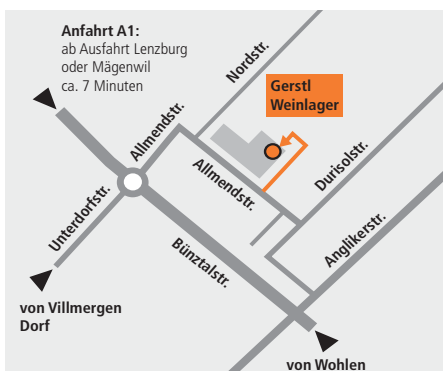 Anfahrt A1:
ab Ausfahrt Lenzburg
oder Mägenwil
ca. 7 Minuten
Nordstr.
Gerstl
Weinlager
Allmendstr.
Allmendstr.
Durisolstr.
Unterdorfstr.
Bünztalstr.
Anglikerstr.
von Villmergen
Dorf
von Wohlen